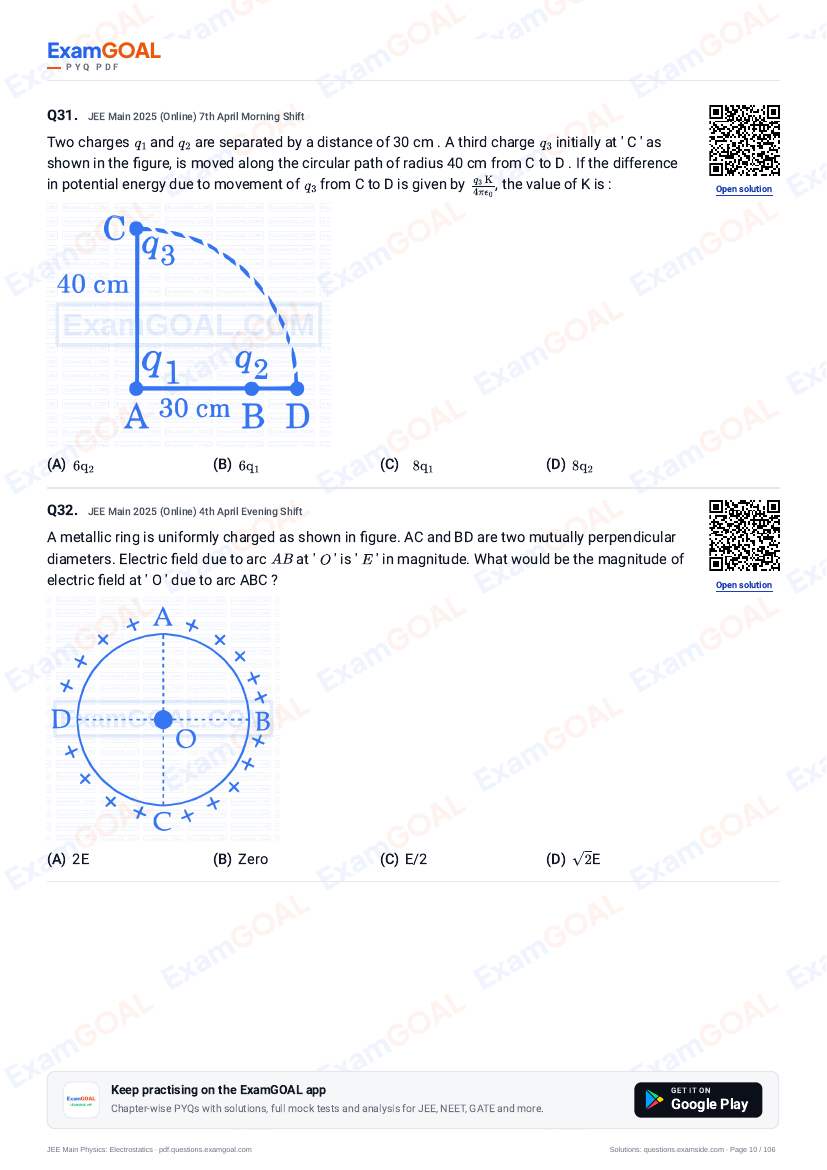 ExamGOAL
PYQ PDF
Q31. JEE Main 2025 (Online) 7th April Morning Shift
Two charges q₁ and q₂ are separated by a distance of 30 cm . A third charge q₃ initially at ' C ' as
shown in the figure, is moved along the circular path of radius 40 cm from C to D . If the difference
in potential energy due to movement of q₃ from C to D is given by q₃ K / 4πϵ₀, the value of K is :
Open solution
C
q₃
40 cm
ExamGOAL.COM
q₁
q₂
A 30 cm B D
(A) 6q₂ (B) 6q₁ (C) 8q₁ (D) 8q₂
Q32. JEE Main 2025 (Online) 4th April Evening Shift
A metallic ring is uniformly charged as shown in figure. AC and BD are two mutually perpendicular
diameters. Electric field due to arc AB at ' O ' is ' E ' in magnitude. What would be the magnitude of
electric field at ' O ' due to arc ABC ?
Open solution
A
D
B
O
C
(A) 2E (B) Zero (C) E/2 (D) √2E
Keep practising on the ExamGOAL app
Chapter-wise PYQs with solutions, full mock tests and analysis for JEE, NEET, GATE and more.
GET IT ON
Google Play
JEE Main Physics: Electrostatics · pdf.questions.examgoal.com
Solutions: questions.examside.com · Page 10 / 106